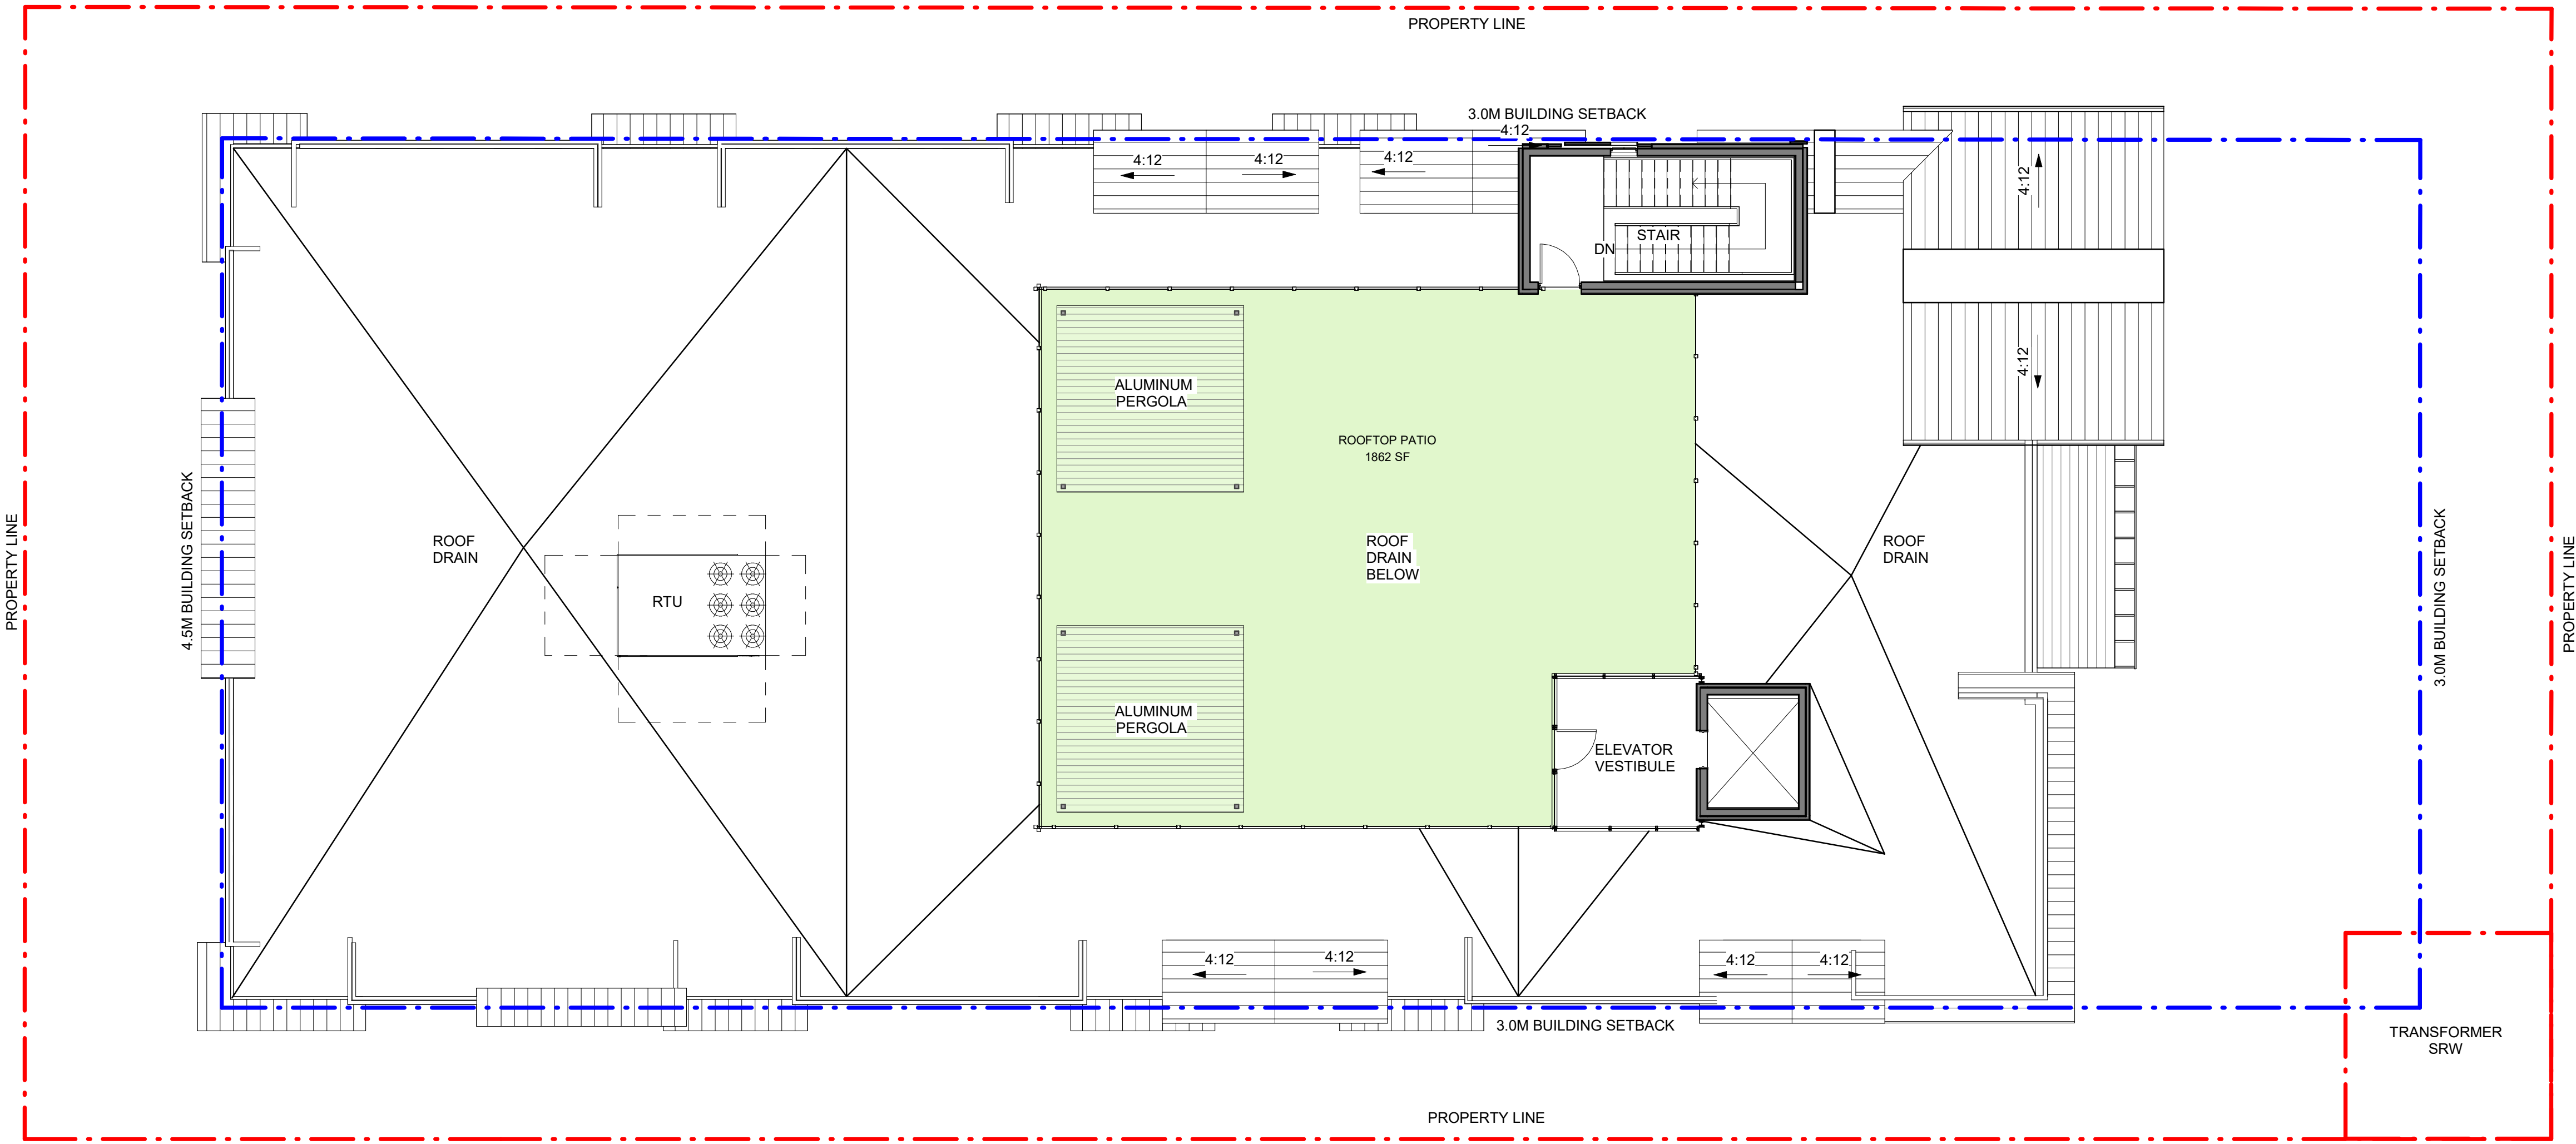 PROPERTY LINE
3.0M BUILDING SETBACK
4:12
4:12
4:12
4:12
4:12
STAIR
DN
4:12
ALUMINUM
PERGOLA
ROOFTOP PATIO
1862 SF
PROPERTY LINE
4.5M BUILDING SETBACK
ROOF
DRAIN
RTU
ROOF
DRAIN
BELOW
ROOF
DRAIN
3.0M BUILDING SETBACK
PROPERTY LINE
ALUMINUM
PERGOLA
ELEVATOR
VESTIBULE
4:12
4:12
4:12
4:12
3.0M BUILDING SETBACK
TRANSFORMER
SRW
PROPERTY LINE